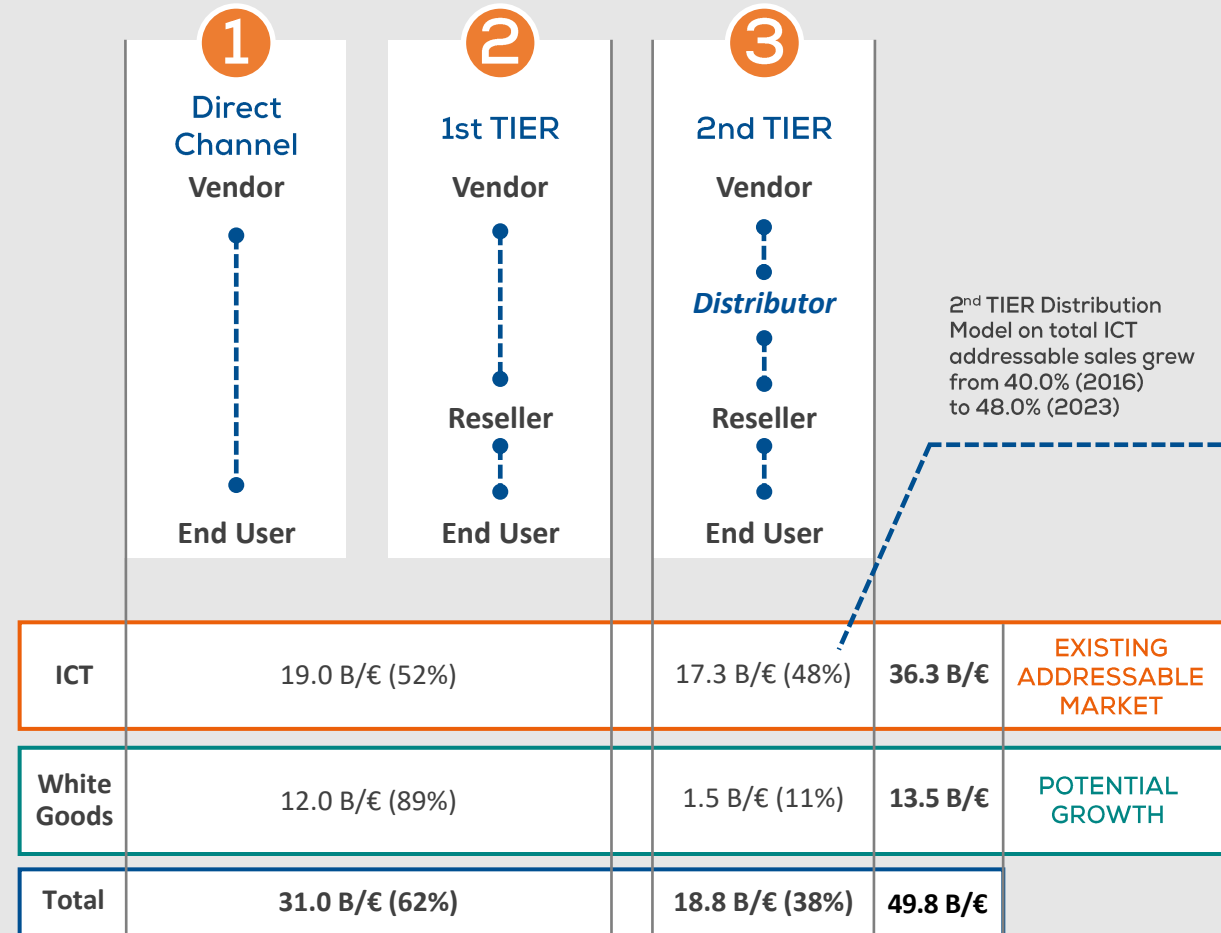 1
Direct
Channel
Vendor
End User
2
1st TIER
Vendor
Reseller
End User
3
2nd TIER
Vendor
Distributor
Reseller
End User
2nd TIER Distribution
Model on total ICT
addressable sales grew
from 40.0% (2016)
to 48.0% (2023)
ICT
19.0 B/€ (52%)
17.3 B/€ (48%)
36.3 B/€
EXISTING
ADDRESSABLE
MARKET
White
Goods
12.0 B/€ (89%)
1.5 B/€ (11%)
13.5 B/€
POTENTIAL
GROWTH
Total
31.0 B/€ (62%)
18.8 B/€ (38%)
49.8 B/€